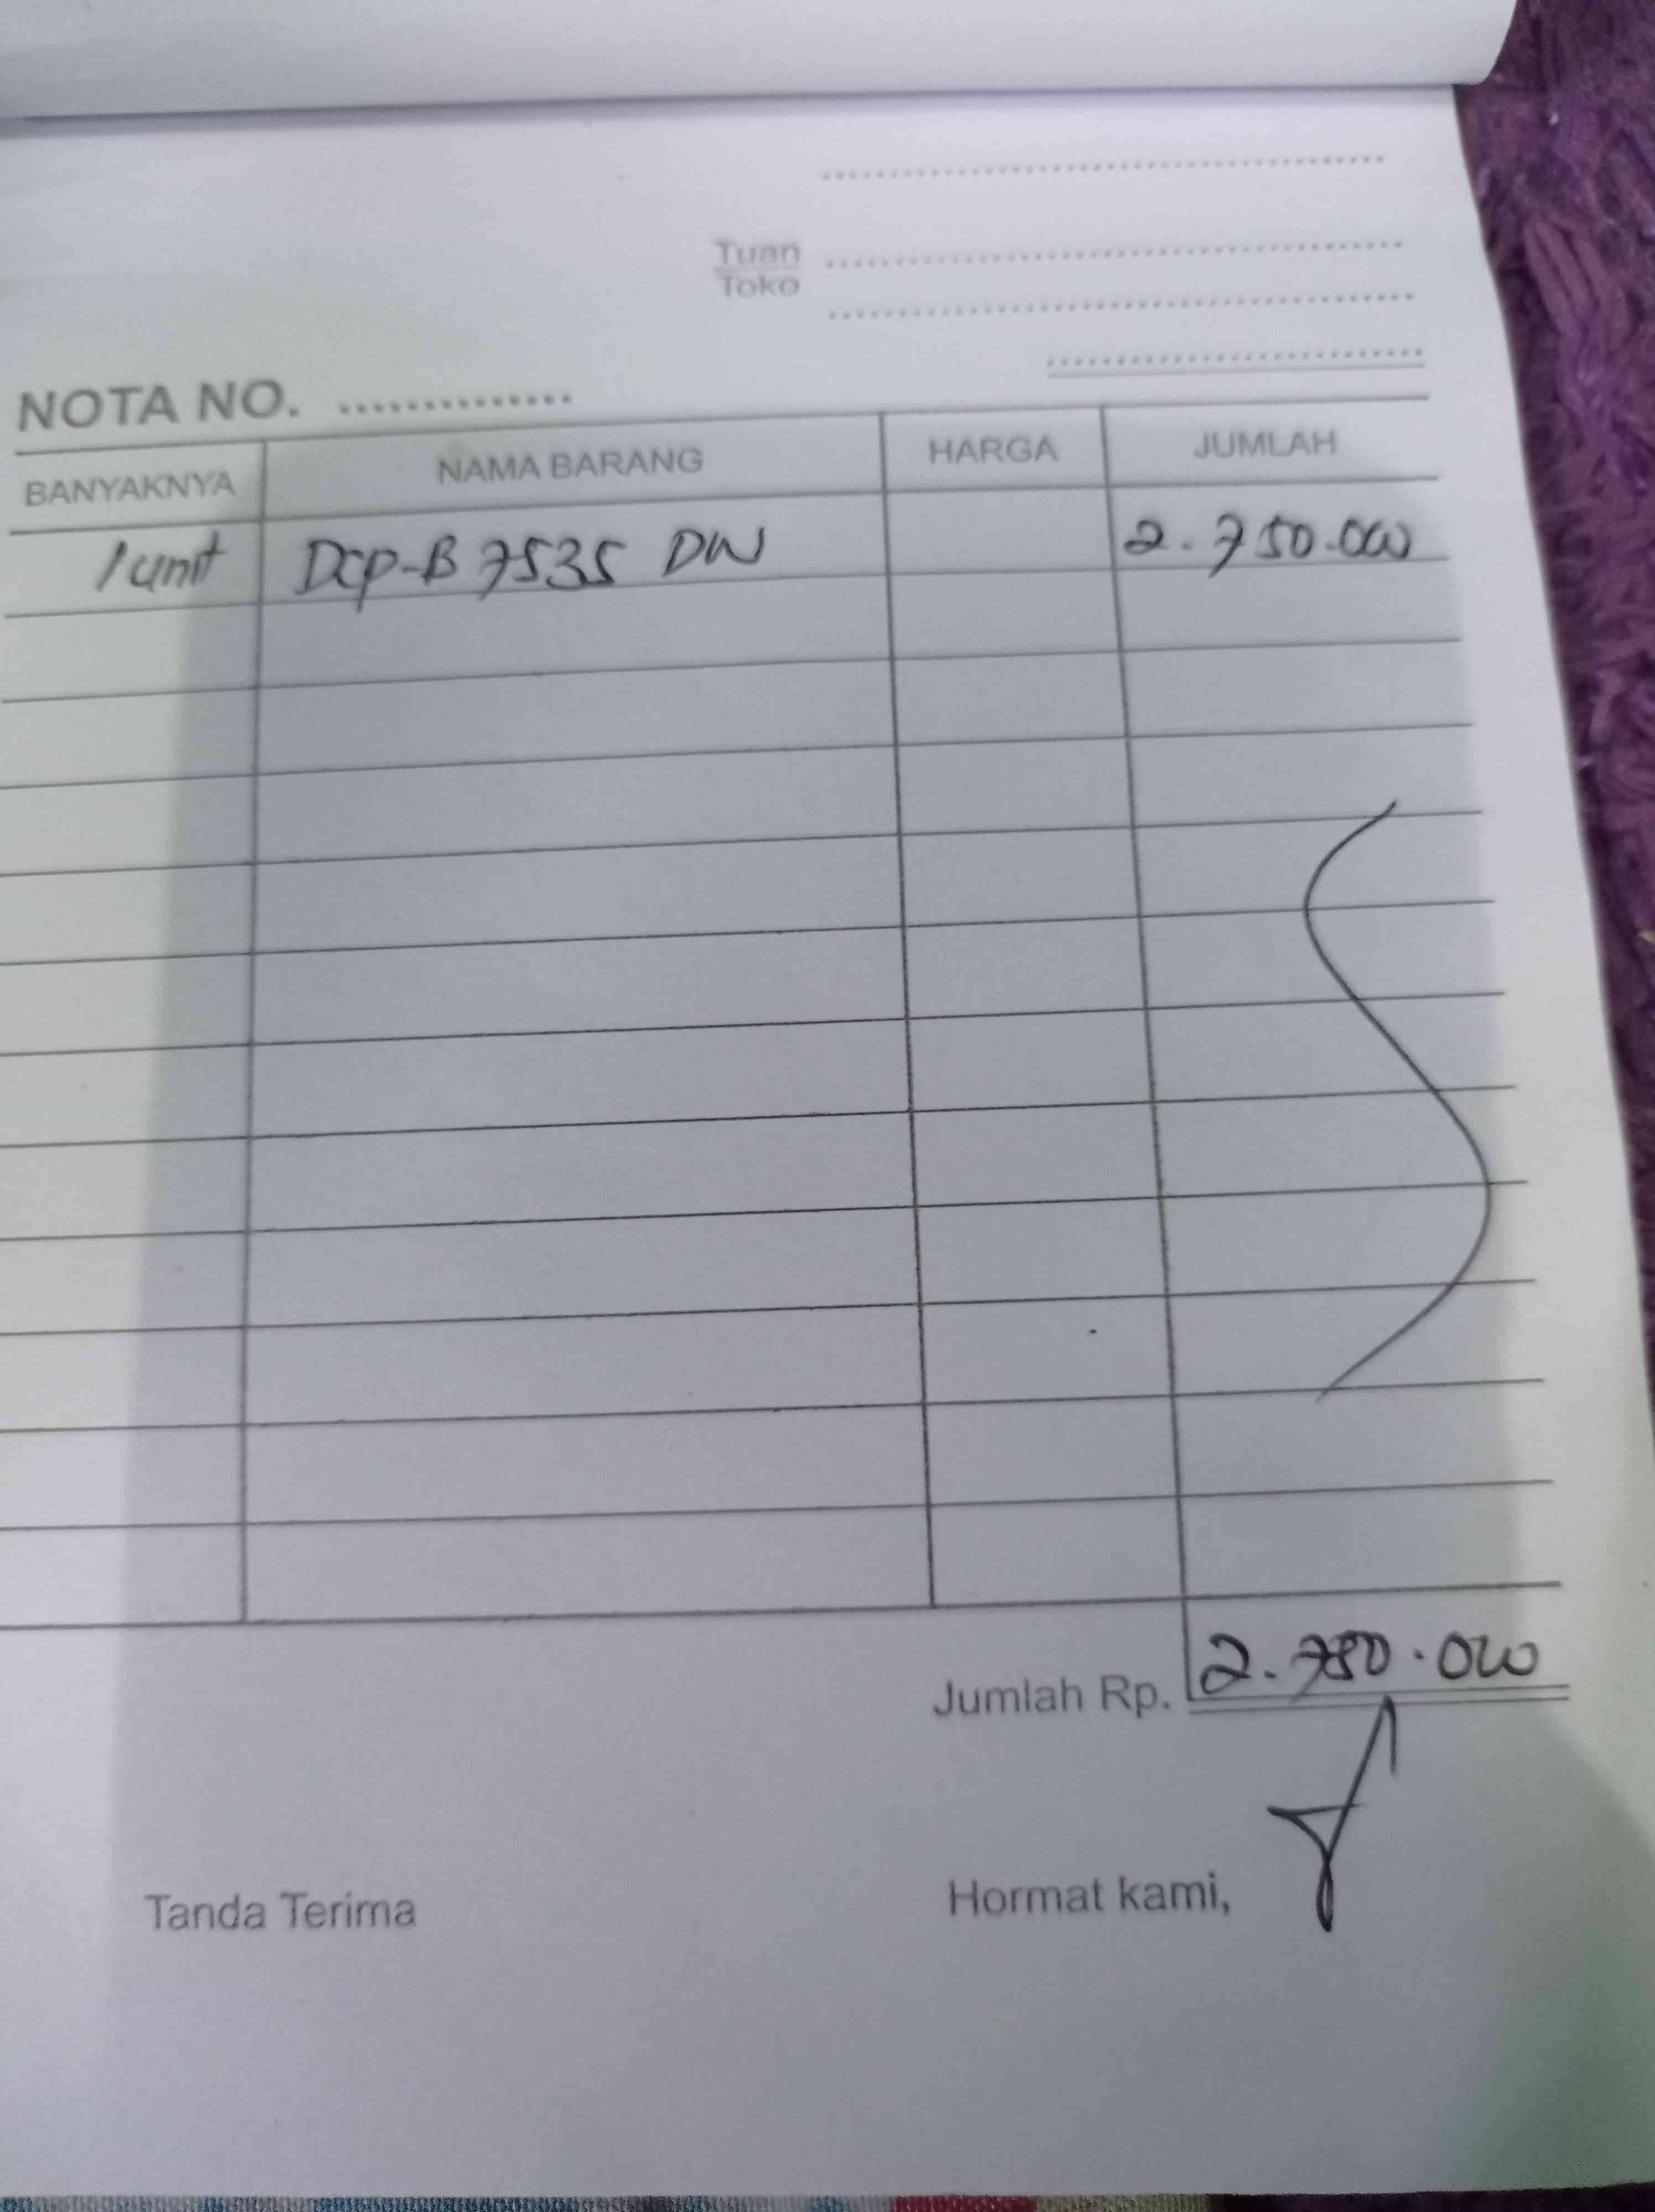 Tuan
Toko
NOTA NO.
BANYAKNYA NAMA BARANG HARGA JUMLAH
1 unit Dcp-B 7535 DW 2.750.000
Jumlah Rp. 2.750.000
Tanda Terima Hormat kami,